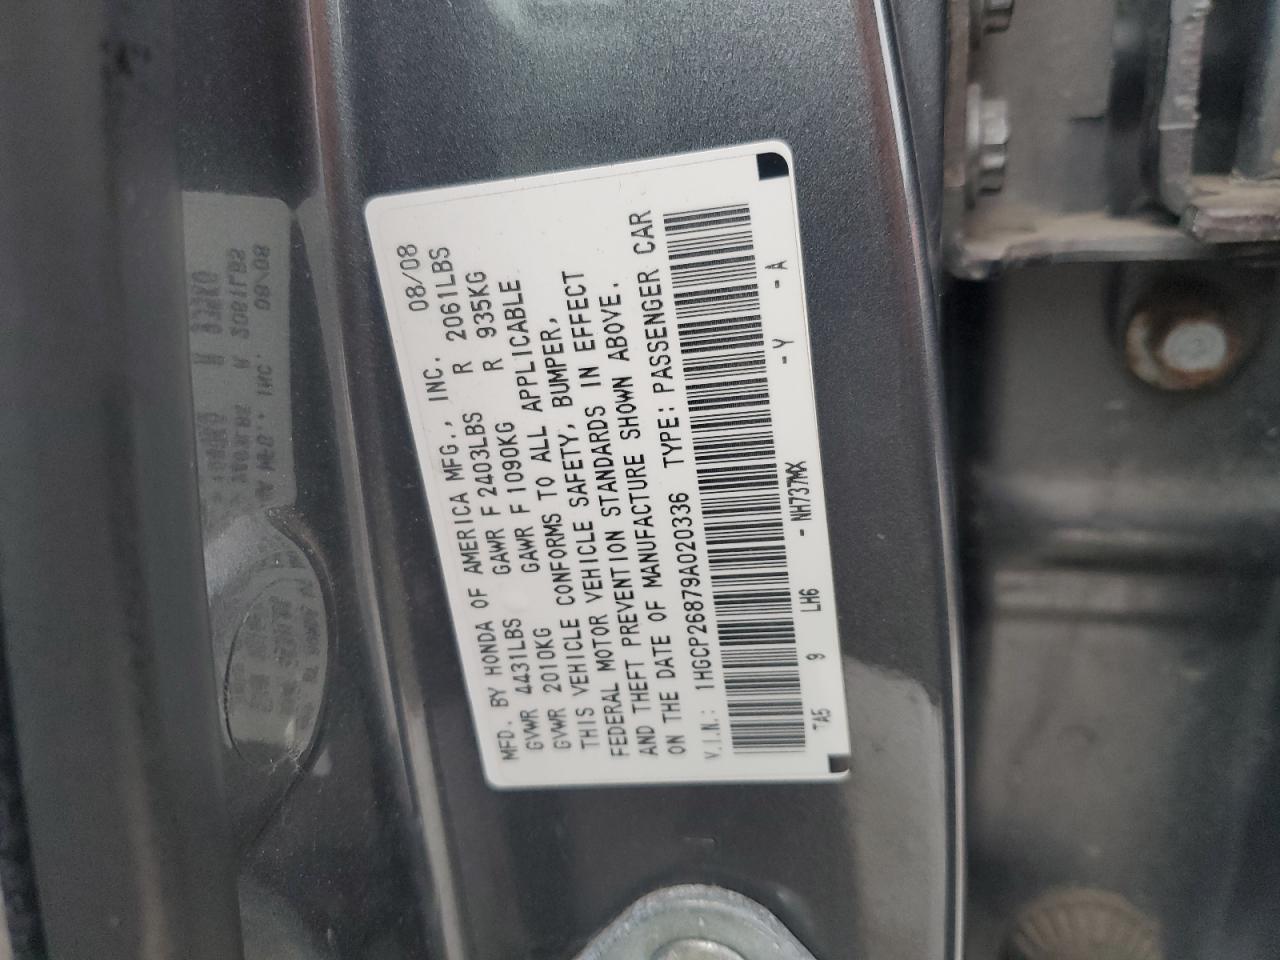 MFD. BY HONDA OF AMERICA MFG., INC. 08/08
GVWR 4431LBS GAWR F 2403LBS R 2061LBS
GVWR 2010KG GAWR F 1090KG R 935KG
THIS VEHICLE CONFORMS TO ALL APPLICABLE
FEDERAL MOTOR VEHICLE SAFETY, BUMPER,
AND THEFT PREVENTION STANDARDS IN EFFECT
ON THE DATE OF MANUFACTURE SHOWN ABOVE.
V.I.N.: 1HGCP26879A020336 TYPE: PASSENGER CAR
TA5 9 LH6 - NH737MX - Y - A